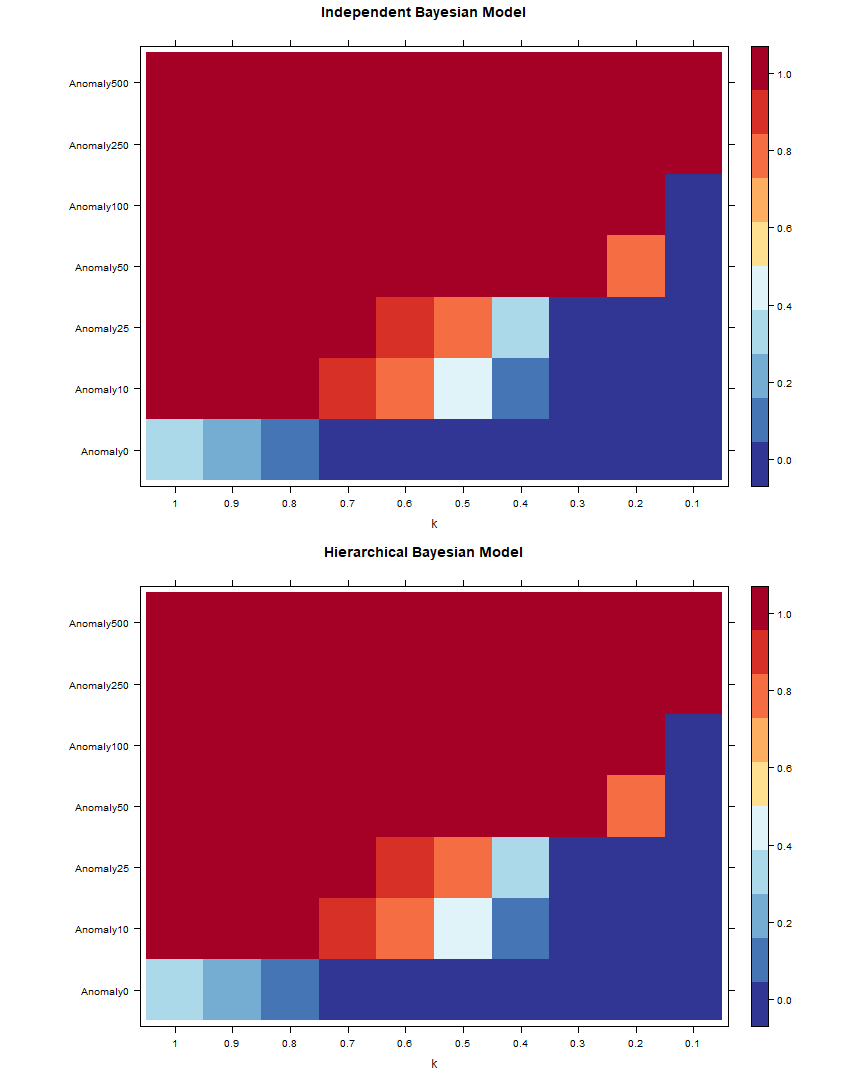 Independent Bayesian Model
Anomaly500
Anomaly250
Anomaly100
Anomaly50
Anomaly25
Anomaly10
Anomaly0
1 0.9 0.8 0.7 0.6 0.5 0.4 0.3 0.2 0.1
k
1.0
0.8
0.6
0.4
0.2
0.0
Hierarchical Bayesian Model
Anomaly500
Anomaly250
Anomaly100
Anomaly50
Anomaly25
Anomaly10
Anomaly0
1 0.9 0.8 0.7 0.6 0.5 0.4 0.3 0.2 0.1
k
1.0
0.8
0.6
0.4
0.2
0.0